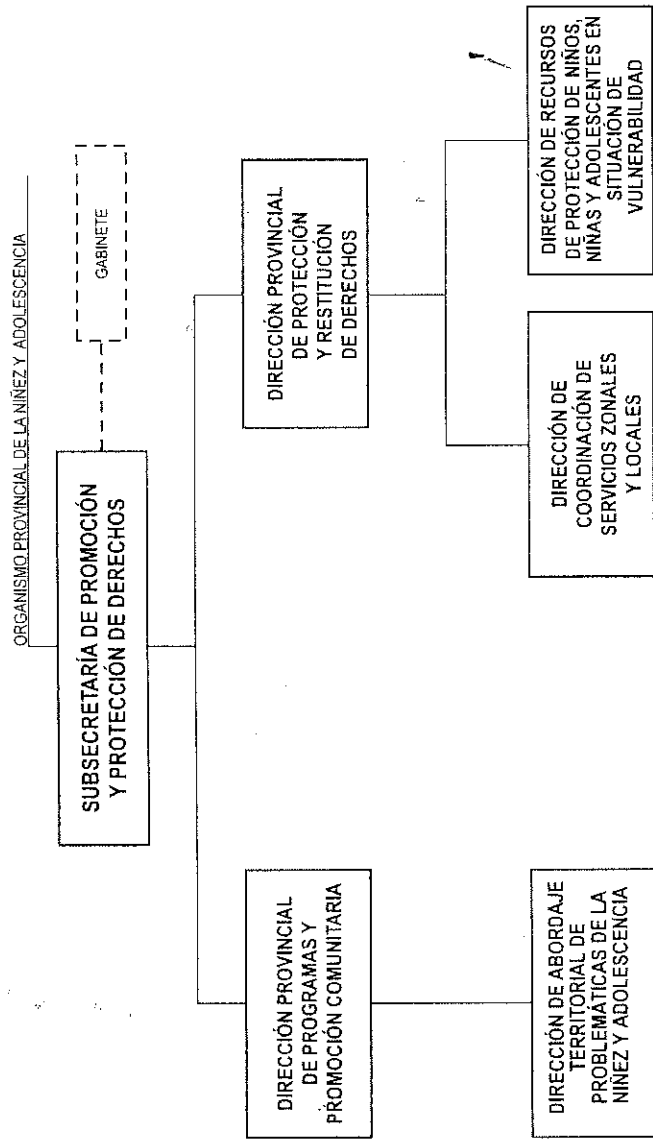 ORGANISMO PROVINCIAL DE LA NIÑEZ Y ADOLESCENCIA
SUBSECRETARÍA DE PROMOCIÓN
Y PROTECCIÓN DE DERECHOS
GABINETE
DIRECCIÓN PROVINCIAL
DE PROGRAMAS Y
PROMOCIÓN COMUNITARIA
DIRECCIÓN PROVINCIAL
DE PROTECCIÓN
Y RESTITUCIÓN
DE DERECHOS
DIRECCIÓN DE ABORDAJE
TERRITORIAL DE
PROBLEMÁTICAS DE LA
NIÑEZ Y ADOLESCENCIA
DIRECCIÓN DE
COORDINACIÓN DE
SERVICIOS ZONALES
Y LOCALES
DIRECCIÓN DE RECURSOS
DE PROTECCIÓN DE NIÑOS,
NIÑAS Y ADOLESCENTES EN
SITUACIÓN DE
VULNERABILIDAD